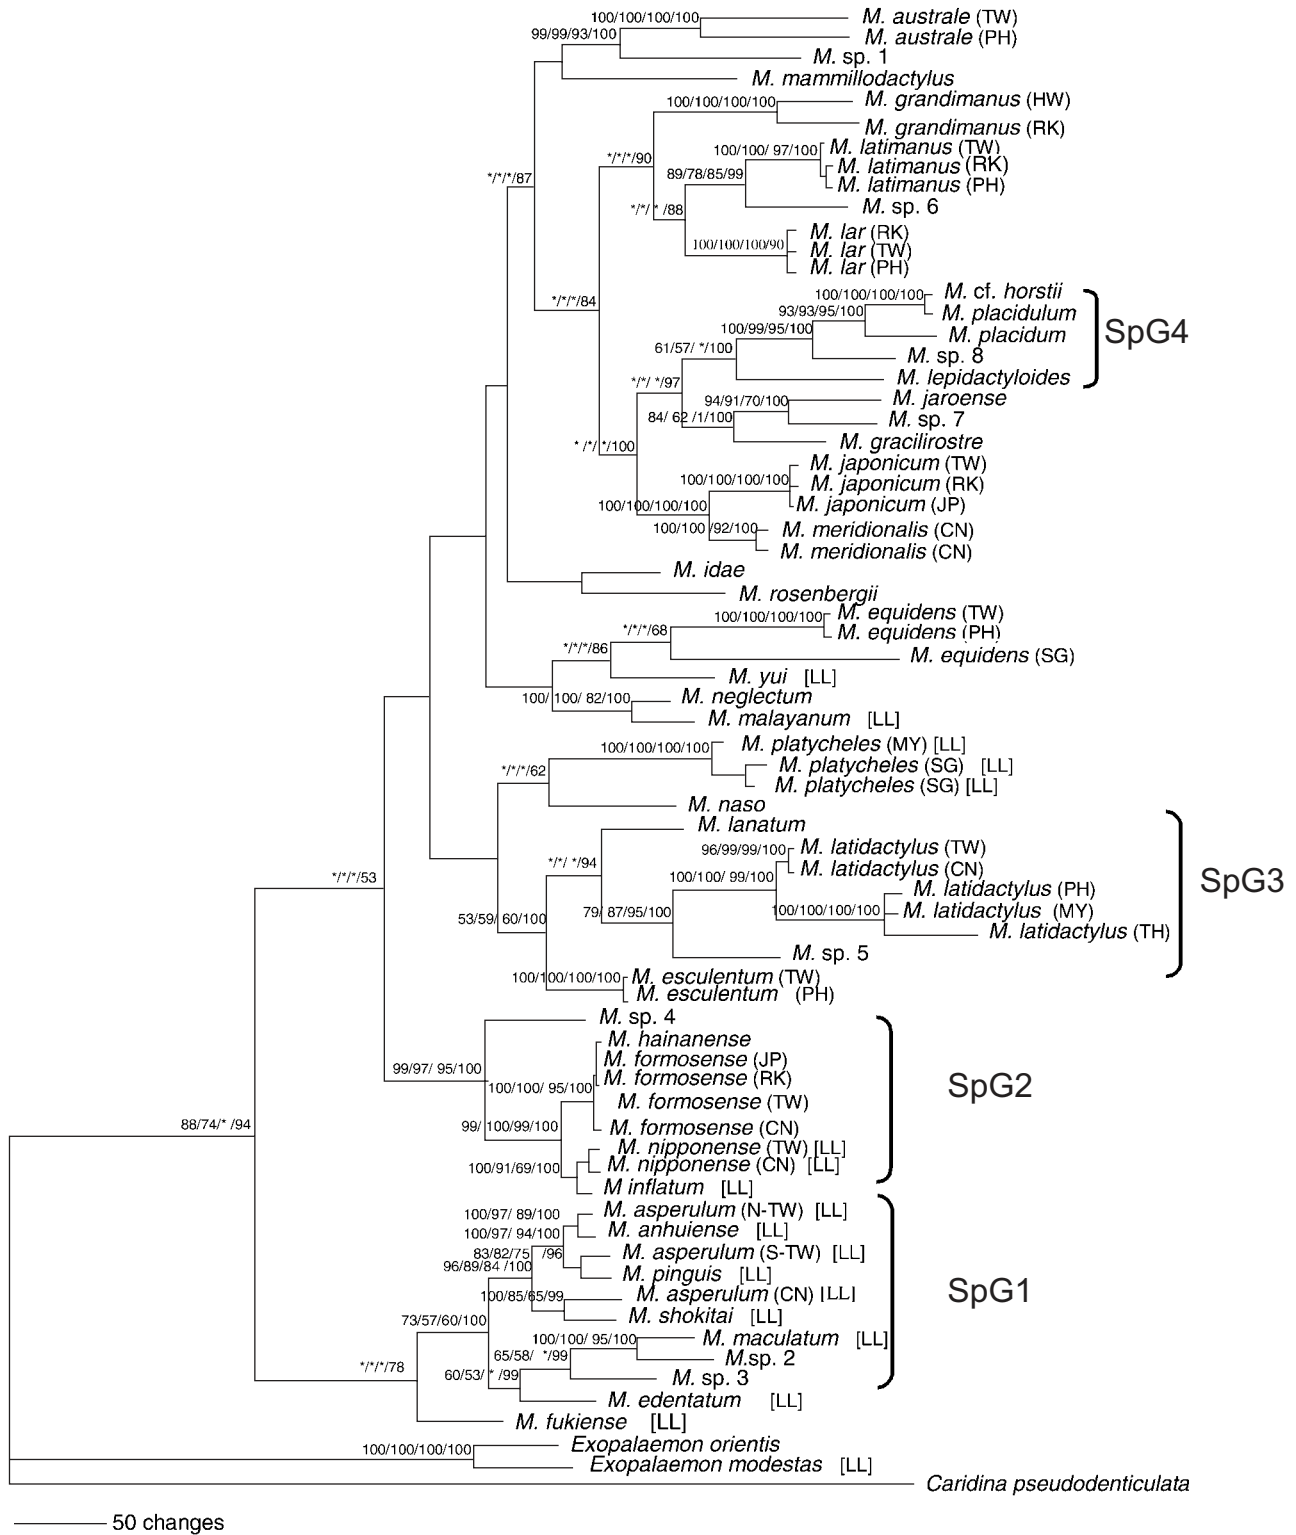 100/100/100/100
M. australe (TW)
99/99/93/100
M. australe (PH)
M. sp. 1
M. mammillodactylus
100/100/100/100
M. grandimanus (HW)
M. grandimanus (RK)
100/100/ 97/100
M. latimanus (TW)
*/*/*/90
M. latimanus (RK)
*/*/*/87
89/78/85/99
M. latimanus (PH)
*/*/ * /88
M. sp. 6
M. lar (RK)
100/100/100/90
M. lar (TW)
M. lar (PH)
*/*/*/84
100/100/100/100
M. cf. horstii
93/93/95/100
M. placidulum
SpG4
100/99/95/100
M. placidum
61/57/ */100
M. sp. 8
*/*/ */97
M. lepidactyloides
94/91/70/100
M. jaroense
84/ 62 /1/100
M. sp. 7
* /*/ */100
M. gracilirostre
M. japonicum (TW)
100/100/100/100
M. japonicum (RK)
100/100/100/100
M. japonicum (JP)
100/100 /92/100
M. meridionalis (CN)
M. meridionalis (CN)
M. idae
M. rosenbergii
100/100/100/100
M. equidens (TW)
*/*/*/68
M. equidens (PH)
*/*/*/86
M. equidens (SG)
M. yui [LL]
100/ 100/ 82/100
M. neglectum
M. malayanum [LL]
100/100/100/100
M. platycheles (MY) [LL]
*/*/*/62
M. platycheles (SG) [LL]
M. platycheles (SG) [LL]
M. naso
M. lanatum
96/99/99/100
M. latidactylus (TW)
*/*/ */94
M. latidactylus (CN)
SpG3
*/*/*/53
100/100/ 99/100
M. latidactylus (PH)
53/59/ 60/100
79/ 87/95/100
100/100/100/100
M. latidactylus (MY)
M. latidactylus (TH)
M. sp. 5
100/100/100/100
M. esculentum (TW)
M. esculentum (PH)
M. sp. 4
M. hainanense
99/97/ 95/100
M. formosense (JP)
100/100/ 95/100
M. formosense (RK)
SpG2
M. formosense (TW)
88/74/* /94
99/ 100/99/100
M. formosense (CN)
M. nipponense (TW) [LL]
100/91/69/100
M. nipponense (CN) [LL]
M inflatum [LL]
100/97/ 89/100
M. asperulum (N-TW) [LL]
100/97/ 94/100
M. anhuiense [LL]
83/82/75 /96
M. asperulum (S-TW) [LL]
96/89/84 /100
M. pinguis [LL]
SpG1
100/85/65/99
M. asperulum (CN) [LL]
73/57/60/100
M. shokitai [LL]
100/100/ 95/100
M. maculatum [LL]
65/58/ */99
M.sp. 2
*/*/*/78
60/53/ * /99
M. sp. 3
M. edentatum [LL]
M. fukiense [LL]
100/100/100/100
Exopalaemon orientis
Exopalaemon modestas [LL]
Caridina pseudodenticulata
50 changes